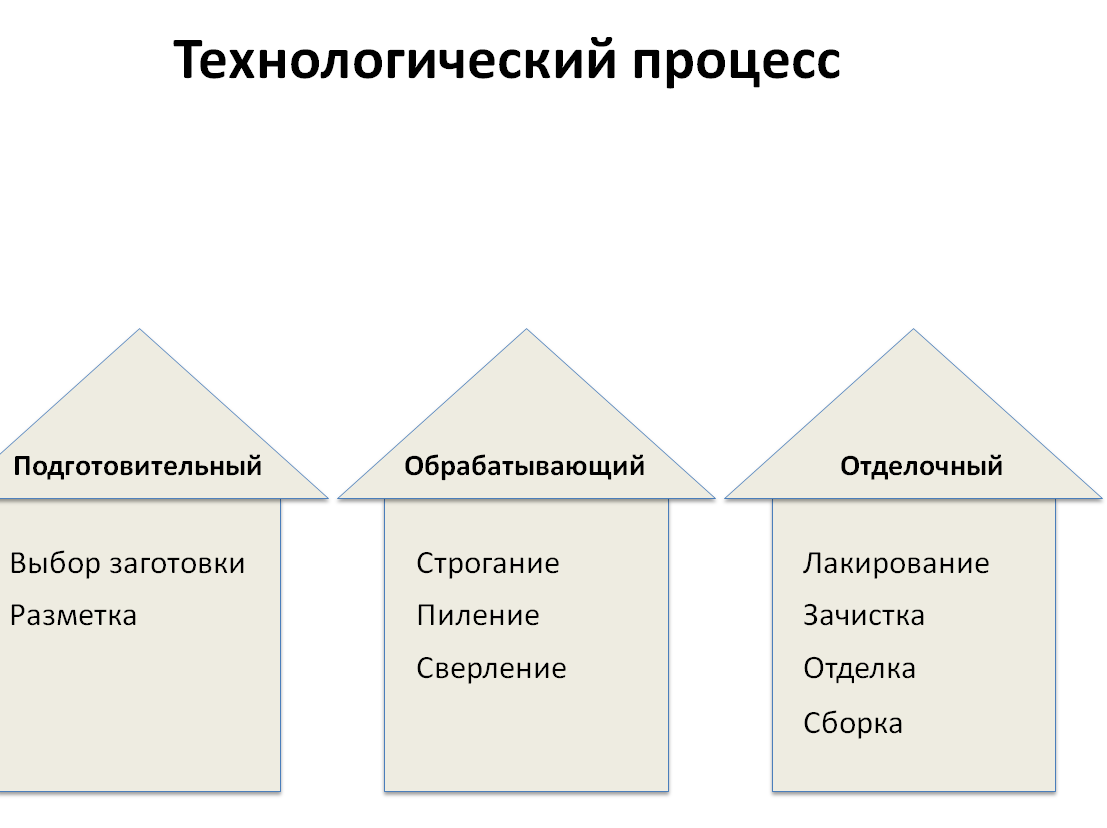 Технологический процесс
Подготовительный
Выбор заготовки
Разметка
Обрабатывающий
Строгание
Пиление
Сверление
Отделочный
Лакирование
Зачистка
Отделка
Сборка